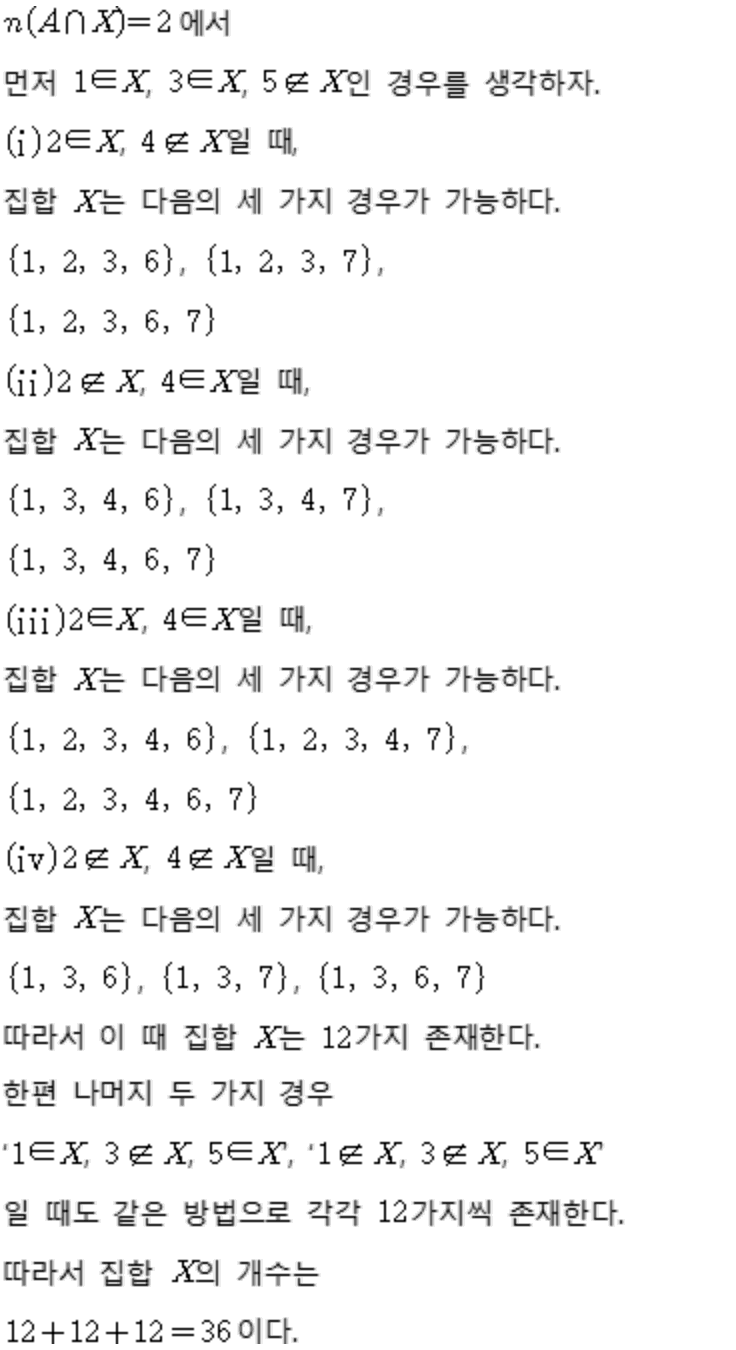 n(A∩X)=2 에서
먼저 1∈X, 3∈X, 5∉X인 경우를 생각하자.
(i)2∈X, 4∉X일 때,
집합 X는 다음의 세 가지 경우가 가능하다.
{1, 2, 3, 6}, {1, 2, 3, 7},
{1, 2, 3, 6, 7}
(ii)2∉X, 4∈X일 때,
집합 X는 다음의 세 가지 경우가 가능하다.
{1, 3, 4, 6}, {1, 3, 4, 7},
{1, 3, 4, 6, 7}
(iii)2∈X, 4∈X일 때,
집합 X는 다음의 세 가지 경우가 가능하다.
{1, 2, 3, 4, 6}, {1, 2, 3, 4, 7},
{1, 2, 3, 4, 6, 7}
(iv)2∉X, 4∉X일 때,
집합 X는 다음의 세 가지 경우가 가능하다.
{1, 3, 6}, {1, 3, 7}, {1, 3, 6, 7}
따라서 이 때 집합 X는 12가지 존재한다.
한편 나머지 두 가지 경우
‘1∈X, 3∉X, 5∈X’, ‘1∉X, 3∉X, 5∈X’
일 때도 같은 방법으로 각각 12가지씩 존재한다.
따라서 집합 X의 개수는
12+12+12=36이다.